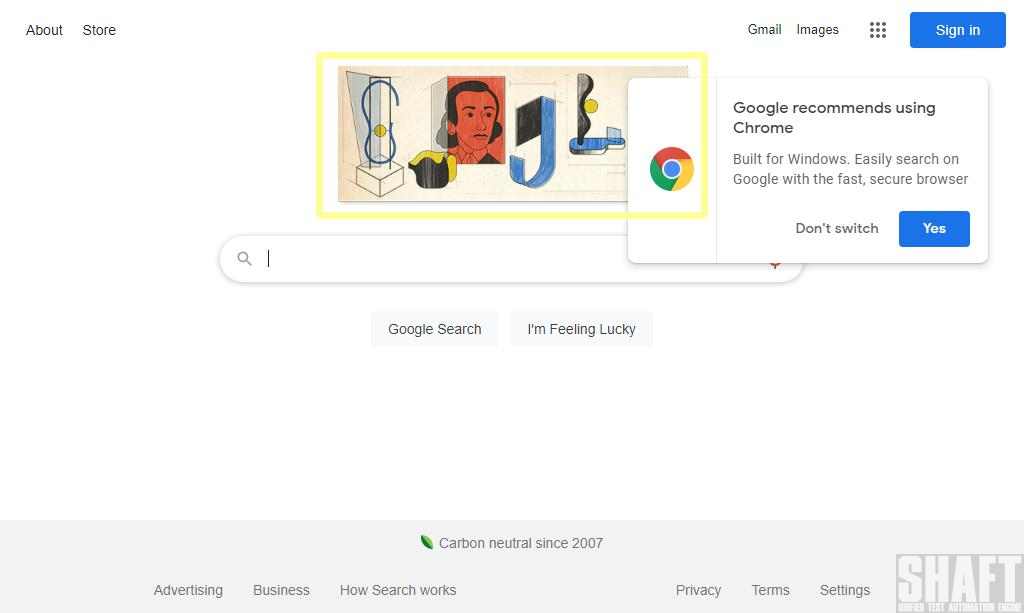 About Store
Gmail Images
Sign in
Google recommends using
Chrome
Built for Windows. Easily search on
Google with the fast, secure browser
Don't switch
Yes
Google Search
I'm Feeling Lucky
Carbon neutral since 2007
Advertising Business How Search works
Privacy Terms Settings
SHAFT
UNIFIED TEST AUTOMATION ENGINE